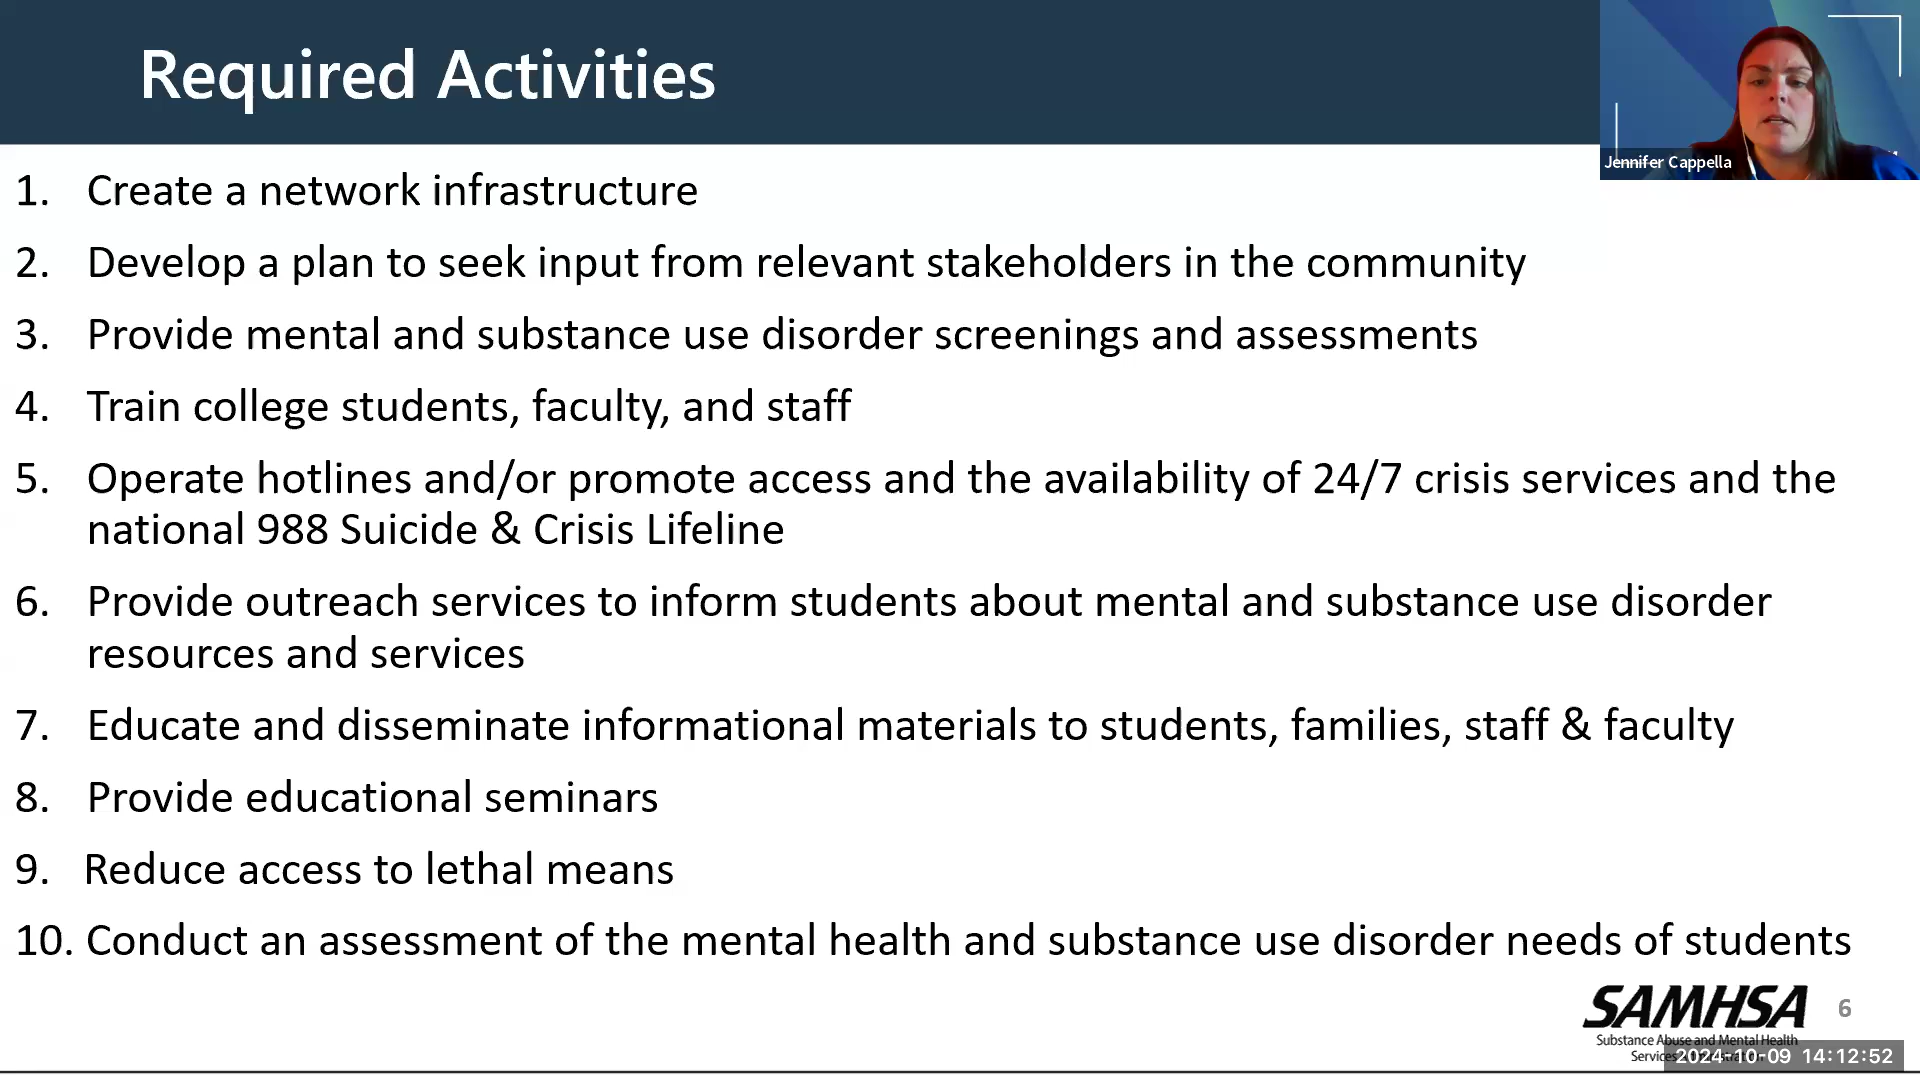 Required Activities
Jennifer Cappella
1. Create a network infrastructure
2. Develop a plan to seek input from relevant stakeholders in the community
3. Provide mental and substance use disorder screenings and assessments
4. Train college students, faculty, and staff
5. Operate hotlines and/or promote access and the availability of 24/7 crisis services and the
national 988 Suicide & Crisis Lifeline
6. Provide outreach services to inform students about mental and substance use disorder
resources and services
7. Educate and disseminate informational materials to students, families, staff & faculty
8. Provide educational seminars
9. Reduce access to lethal means
10. Conduct an assessment of the mental health and substance use disorder needs of students
SAMHSA
6
Substance Abuse and Mental Health
2024-10-09 14:12:52